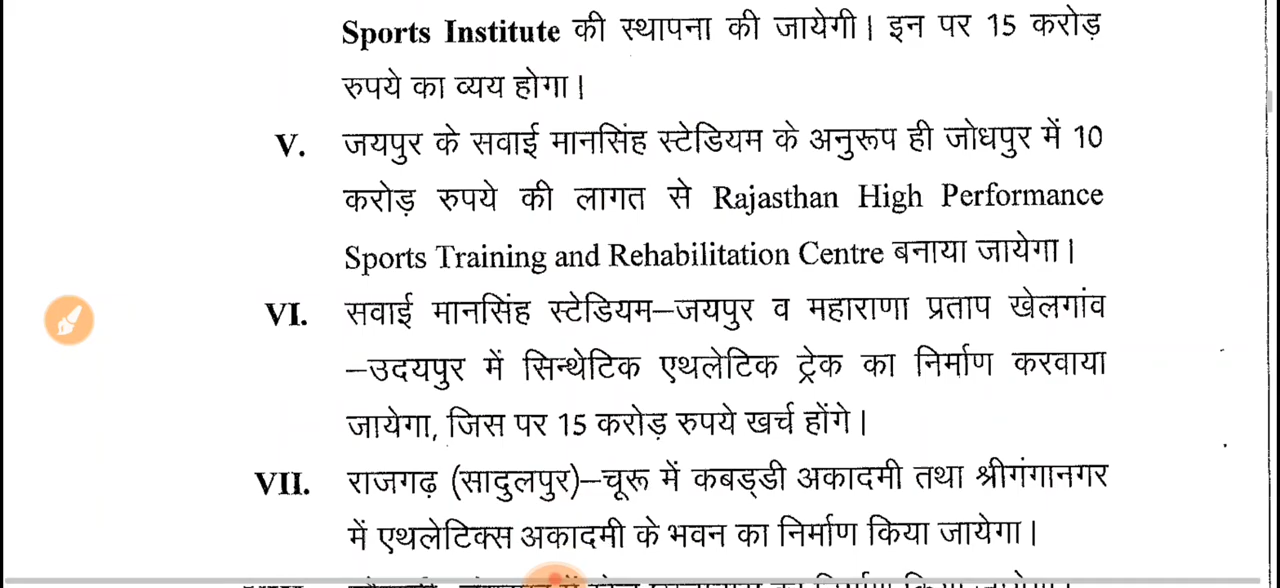 Sports Institute की स्थापना की जायेगी। इन पर 15 करोड़
रुपये का व्यय होगा।
V. जयपुर के सवाई मानसिंह स्टेडियम के अनुरूप ही जोधपुर में 10
करोड़ रुपये की लागत से Rajasthan High Performance
Sports Training and Rehabilitation Centre बनाया जायेगा।
VI. सवाई मानसिंह स्टेडियम–जयपुर व महाराणा प्रताप खेलगांव
–उदयपुर में सिन्थेटिक एथलेटिक ट्रेक का निर्माण करवाया
जायेगा, जिस पर 15 करोड़ रुपये खर्च होंगे।
VII. राजगढ़ (सादुलपुर)–चूरू में कबड्डी अकादमी तथा श्रीगंगानगर
में एथलेटिक्स अकादमी के भवन का निर्माण किया जायेगा।